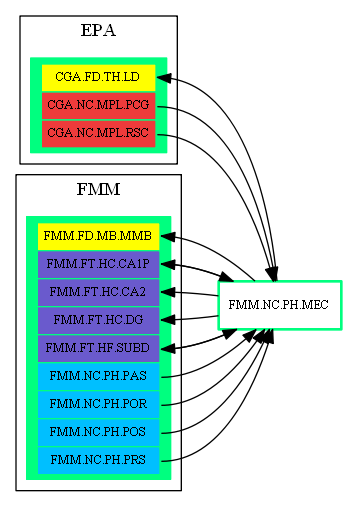 EPA
CGA.FD.TH.LD
CGA.NC.MPL.PCG
CGA.NC.MPL.RSC
FMM
FMM.FD.MB.MMB
FMM.FT.HC.CA1P
FMM.FT.HC.CA2
FMM.FT.HC.DG
FMM.FT.HF.SUBD
FMM.NC.PH.PAS
FMM.NC.PH.POR
FMM.NC.PH.POS
FMM.NC.PH.PRS
FMM.NC.PH.MEC